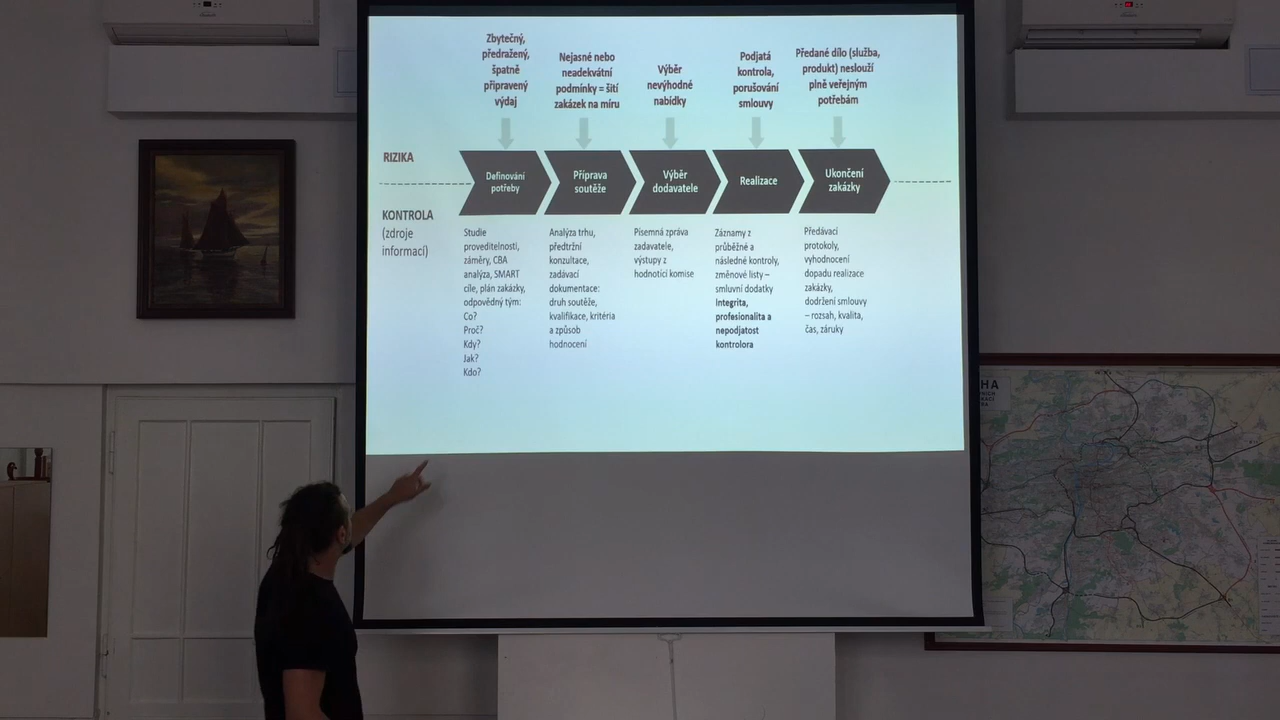 Zbytečný,
předražený,
špatně
připravený
výdaj
Nejasné nebo
neadekvátní
podmínky = šití
zakázek na míru
Výběr
nevýhodné
nabídky
Podjatá
kontrola,
porušování
smlouvy
Předané dílo (služba,
produkt) neslouží
plně veřejným
potřebám
RIZIKA
Definování
potřeby
Příprava
soutěže
Výběr
dodavatele
Realizace
Ukončení
zakázky
KONTROLA
(zdroje
informací)
Studie
proveditelnosti,
záměry, CBA
analýza, SMART
cíle, plán zakázky,
odpovědný tým:
Co?
Proč?
Kdy?
Jak?
Kdo?
Analýza trhu,
předtržní
konzultace,
zadávací
dokumentace:
druh soutěže,
kvalifikace, kritéria
a způsob
hodnocení
Písemná zpráva
zadavatele,
výstupy z
hodnotící komise
Záznamy z
průběžné a
následné kontroly,
změnové listy –
smluvní dodatky
Integrita,
profesionalita a
nepodjatost
kontrolora
Předávací
protokoly,
vyhodnocení
dopadu realizace
zakázky,
dodržení smlouvy
– rozsah, kvalita,
čas, záruky
HA